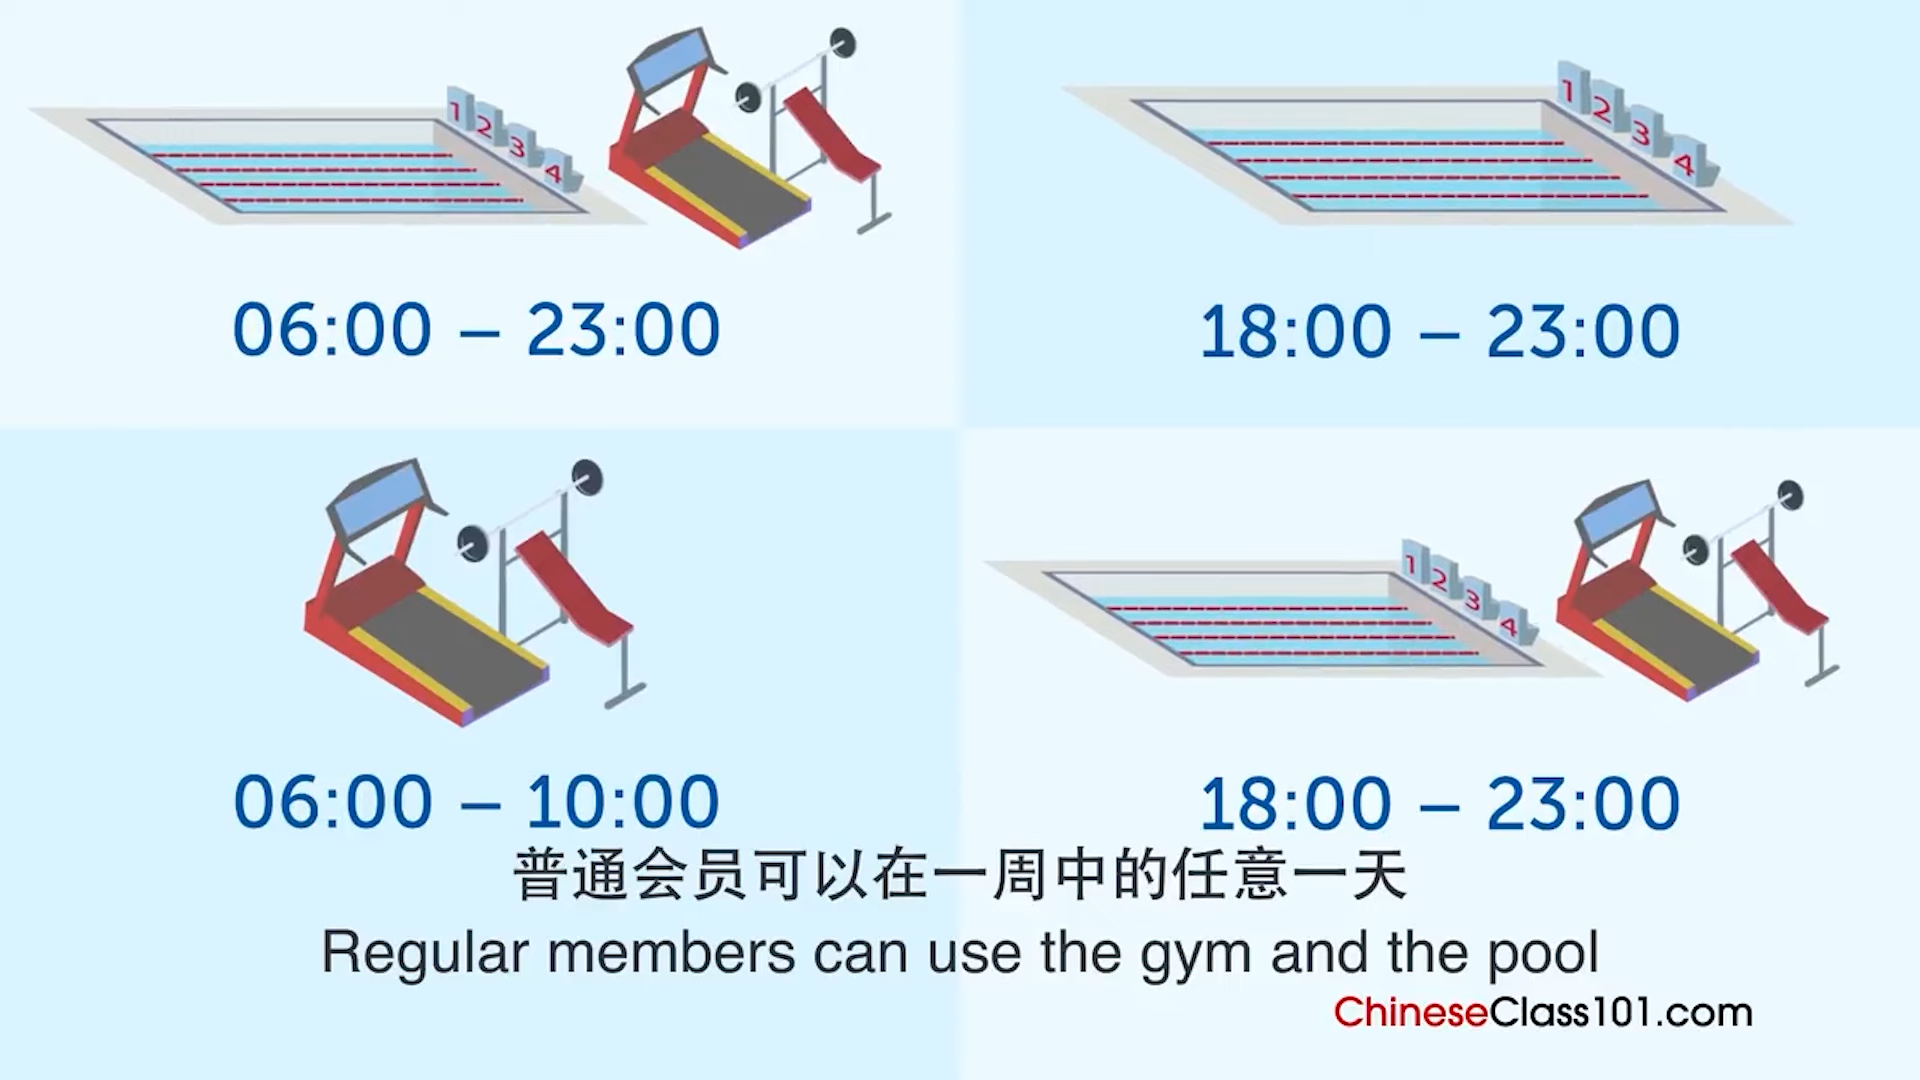 1 2 3 4
1 2 3 4
06:00 – 23:00
18:00 – 23:00
1 2 3 4
06:00 – 10:00
18:00 – 23:00
普通会员可以在一周中的任意一天
Regular members can use the gym and the pool
ChineseClass101.com